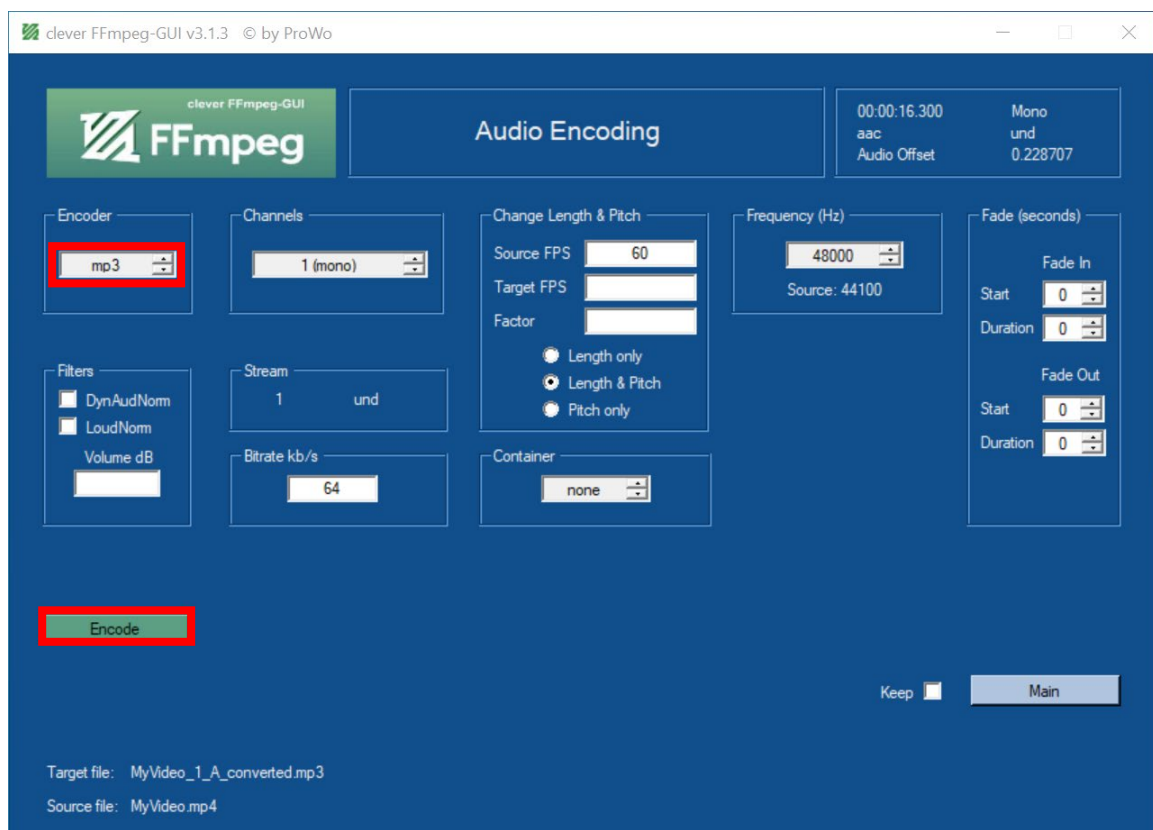 clever FFmpeg-GUI v3.1.3 © by ProWo
clever FFmpeg-GUI
FFmpeg
Audio Encoding
00:00:16.300 Mono
aac und
Audio Offset 0.228707
Encoder
mp3
Channels
1 (mono)
Change Length & Pitch
Source FPS 60
Target FPS
Factor
Length only
Length & Pitch
Pitch only
Frequency (Hz)
48000
Source: 44100
Fade (seconds)
Fade In
Start 0
Duration 0
Fade Out
Start 0
Duration 0
Filters
DynAudNorm
LoudNorm
Volume dB
Stream
1 und
Bitrate kb/s
64
Container
none
Encode
Keep
Main
Target file: MyVideo_1_A_converted.mp3
Source file: MyVideo.mp4